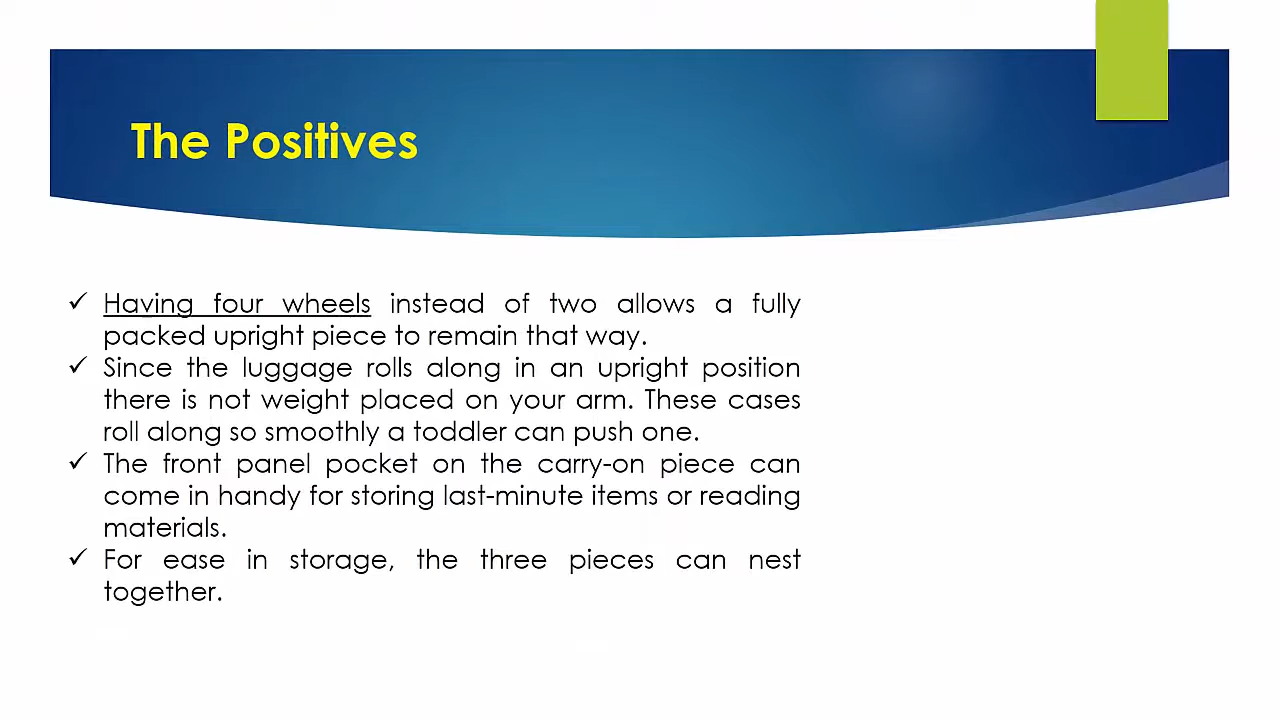 The Positives
✓ Having four wheels instead of two allows a fully
packed upright piece to remain that way.
✓ Since the luggage rolls along in an upright position
there is not weight placed on your arm. These cases
roll along so smoothly a toddler can push one.
✓ The front panel pocket on the carry-on piece can
come in handy for storing last-minute items or reading
materials.
✓ For ease in storage, the three pieces can nest
together.